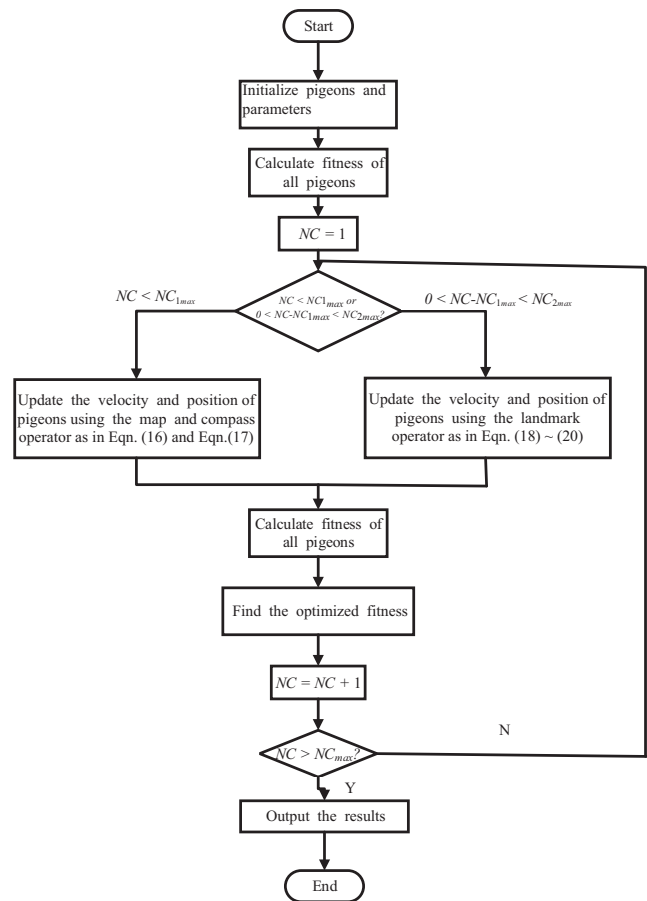 Start
Initialize pigeons and
parameters
Calculate fitness of
all pigeons
NC = 1
NC < NC1max
NC < NC1max or
0 < NC-NC1max < NC2max?
0 < NC-NC1max < NC2max
Update the velocity and position of
pigeons using the map and compass
operator as in Eqn. (16) and Eqn.(17)
Update the velocity and position of
pigeons using the landmark
operator as in Eqn. (18) ~ (20)
Calculate fitness of
all pigeons
Find the optimized fitness
NC = NC + 1
N
NC > NCmax?
Y
Output the results
End